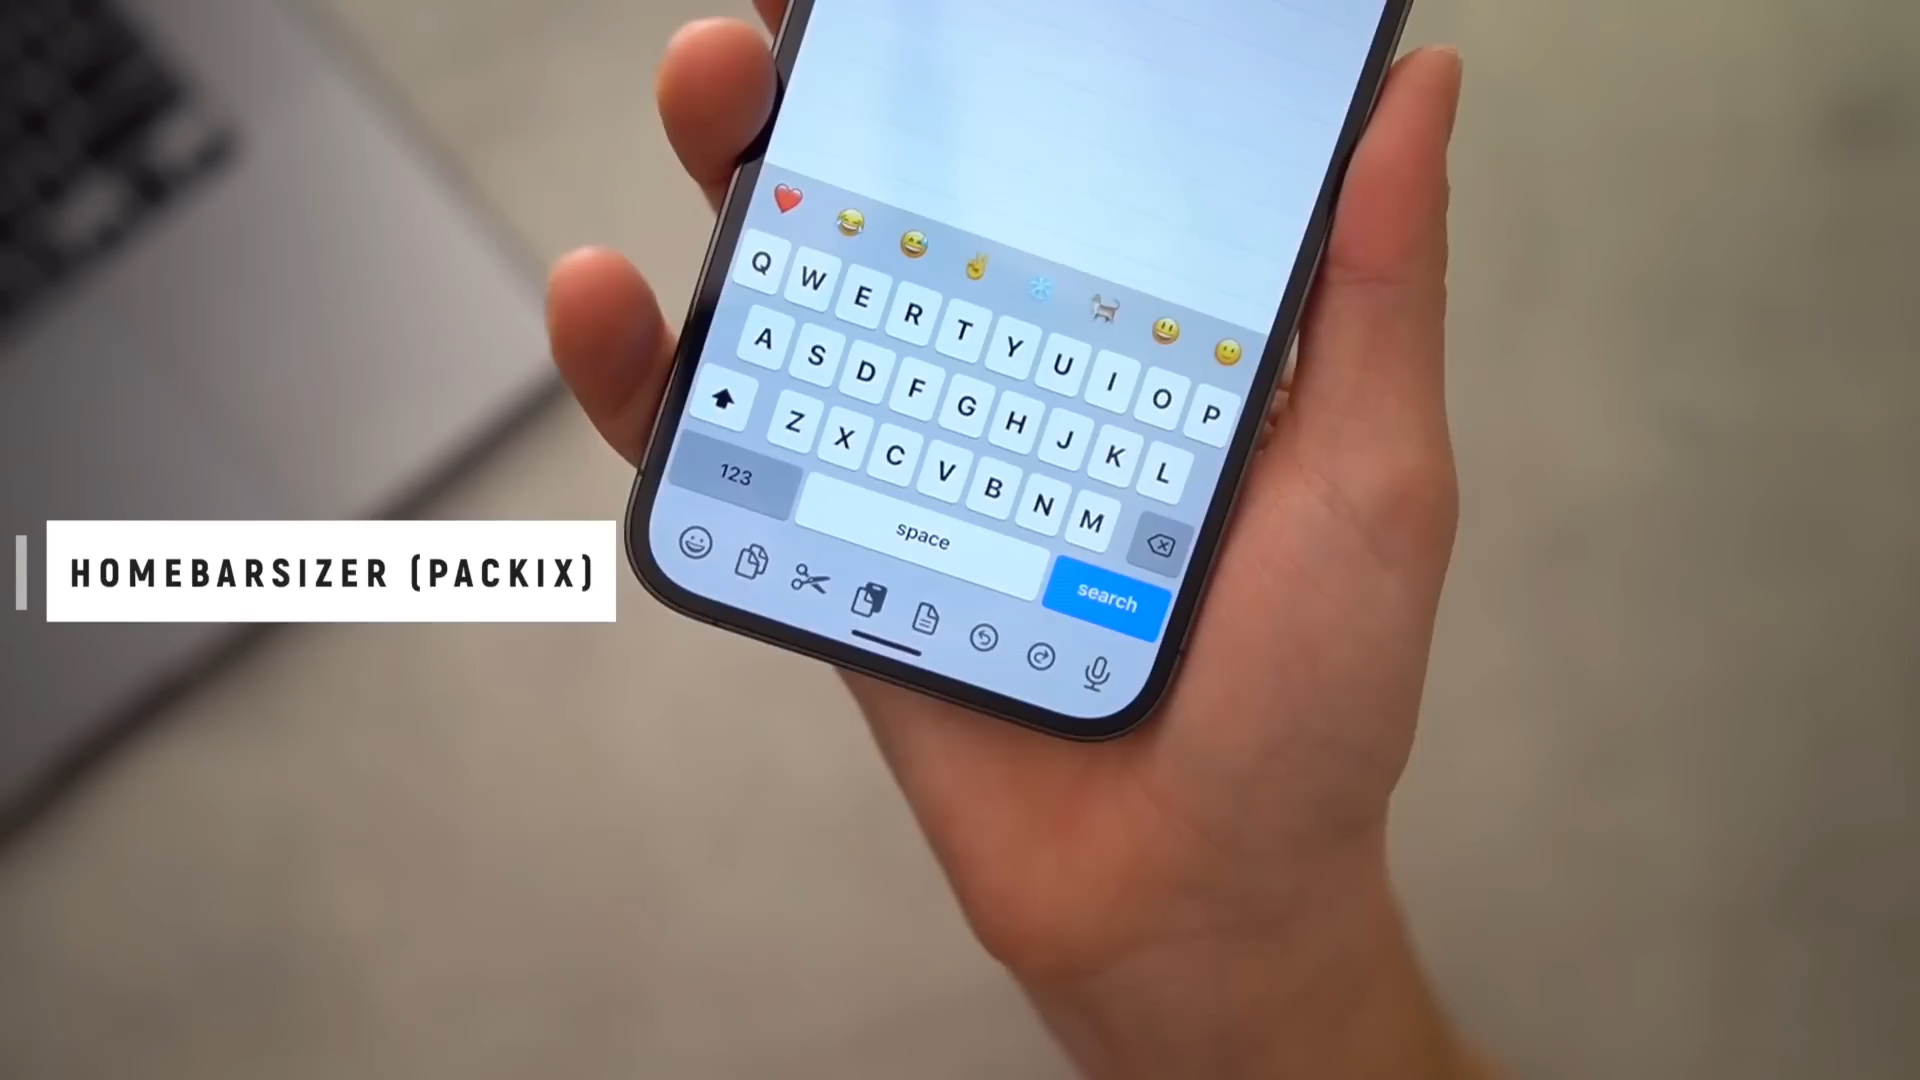 Q W E R T Y U I O P
A S D F G H J K L
Z X C V B N M
123
space
search
HOMEBARSIZER (PACKIX)